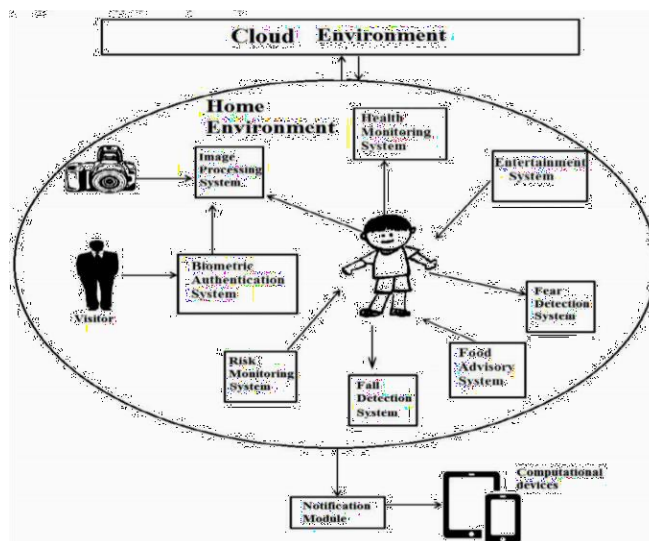 Cloud Environment
Home
Environment
Health
Monitoring
System
Image
Processing
System
Entertainment
System
Biometric
Authentication
System
Visitor
Fear
Detection
System
Risk
Monitoring
System
Fall
Detection
System
Food
Advisory
System
Computational
devices
Notification
Module